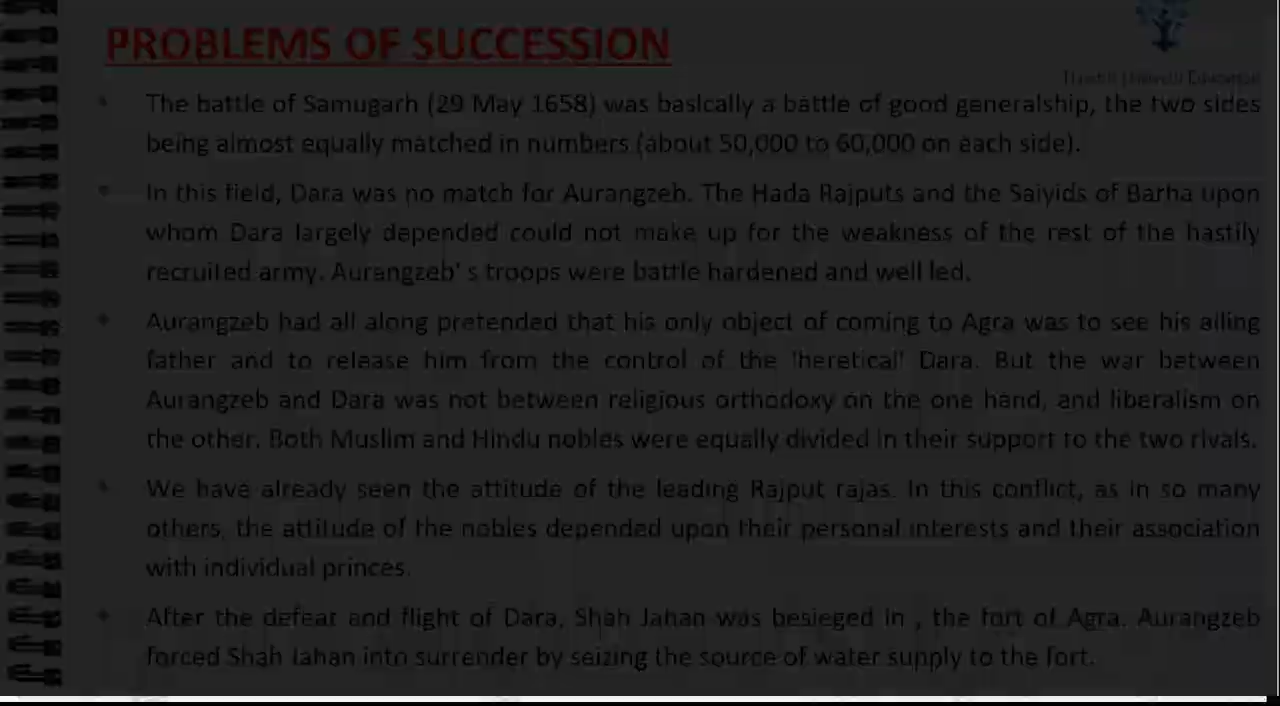 PROBLEMS OF SUCCESSION
The battle of Samugarh (29 May 1658) was basically a battle of good generalship, the two sides
being almost equally matched in numbers (about 50,000 to 60,000 on each side).
In this field, Dara was no match for Aurangzeb. The Hada Rajputs and the Saiyids of Barha upon
whom Dara largely depended could not make up for the weakness of the rest of the hastily
recruited army. Aurangzeb' s troops were battle hardened and well led.
Aurangzeb had all along pretended that his only object of coming to Agra was to see his ailing
father and to release him from the control of the 'heretical' Dara. But the war between
Aurangzeb and Dara was not between religious orthodoxy on the one hand, and liberalism on
the other. Both Muslim and Hindu nobles were equally divided in their support to the two rivals.
We have already seen the attitude of the leading Rajput rajas. In this conflict, as in so many
others, the attitude of the nobles depended upon their personal interests and their association
with individual princes.
After the defeat and flight of Dara, Shah Jahan was besieged in , the fort of Agra. Aurangzeb
forced Shah Jahan into surrender by seizing the source of water supply to the fort.